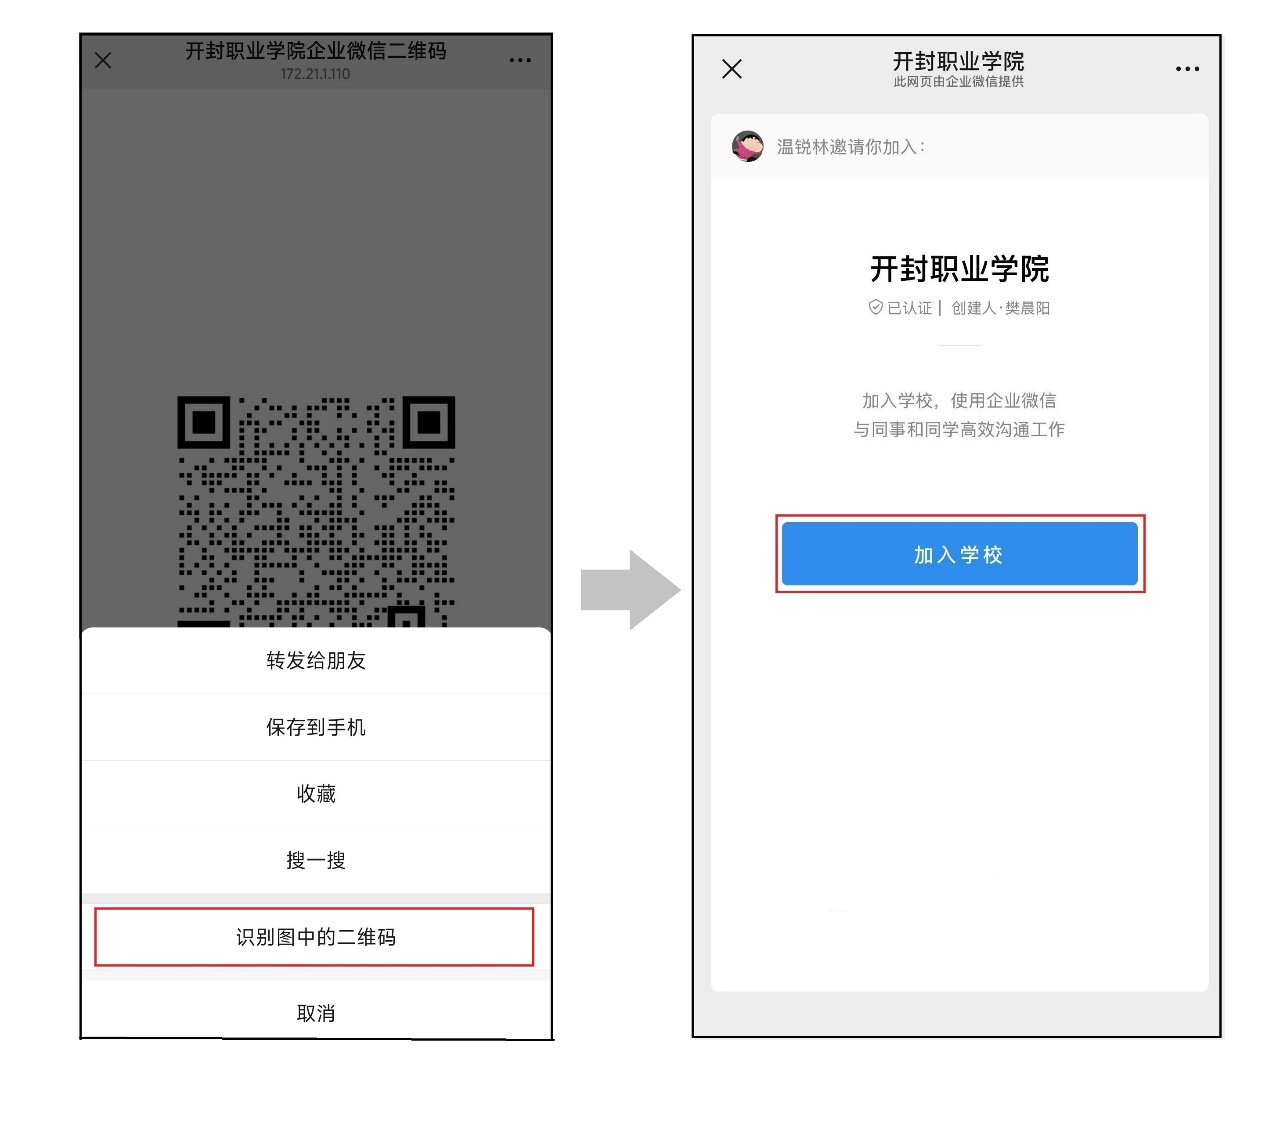 开封职业学院企业微信二维码
172.21.1.110
转发给朋友
保存到手机
收藏
搜一搜
识别图中的二维码
取消
开封职业学院
此网页由企业微信提供
温锐林邀请你加入：
开封职业学院
已认证 | 创建人·樊晨阳
加入学校，使用企业微信
与同事和同学高效沟通工作
加入学校